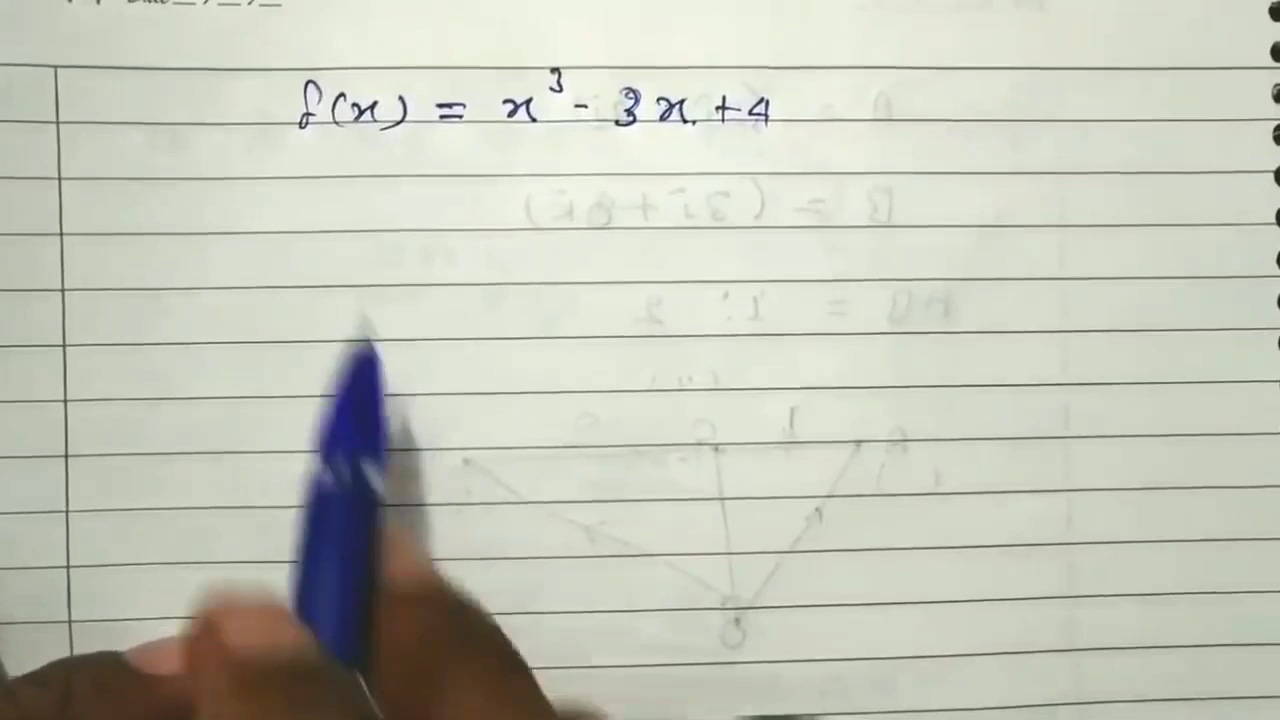 f(x) = x³ - 3x + 4